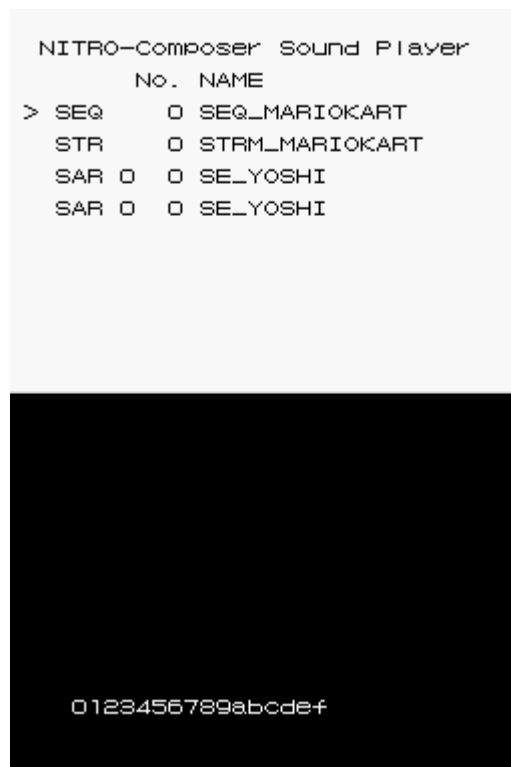 NITRO-Composer Sound Player
No. NAME
> SEQ 0 SEQ_MARIOKART
STR 0 STRM_MARIOKART
SAR 0 0 SE_YOSHI
SAR 0 0 SE_YOSHI
0123456789abcdef